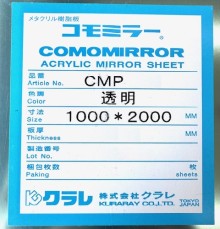 メタクリル樹脂板
コモミラー®
COMOMIRROR
ACRYLIC MIRROR SHEET
品名 CMP
Article No.
色調 透明
Color
寸法 1000*2000 MM
Size
板厚 MM
Thickness
製造番号
Lot No.
梱包枚数 枚
Paking sheets
クラレ 株式会社クラレ
KURARAY CO.,LTD. TOKYO JAPAN